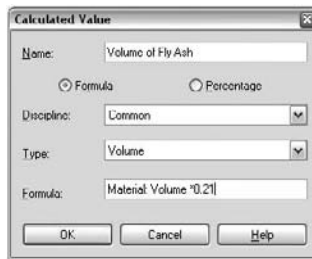 Calculated Value
Name: Volume of Fly Ash
Formula Percentage
Discipline: Common
Type: Volume
Formula: Material: Volume *0.21
OK Cancel Help